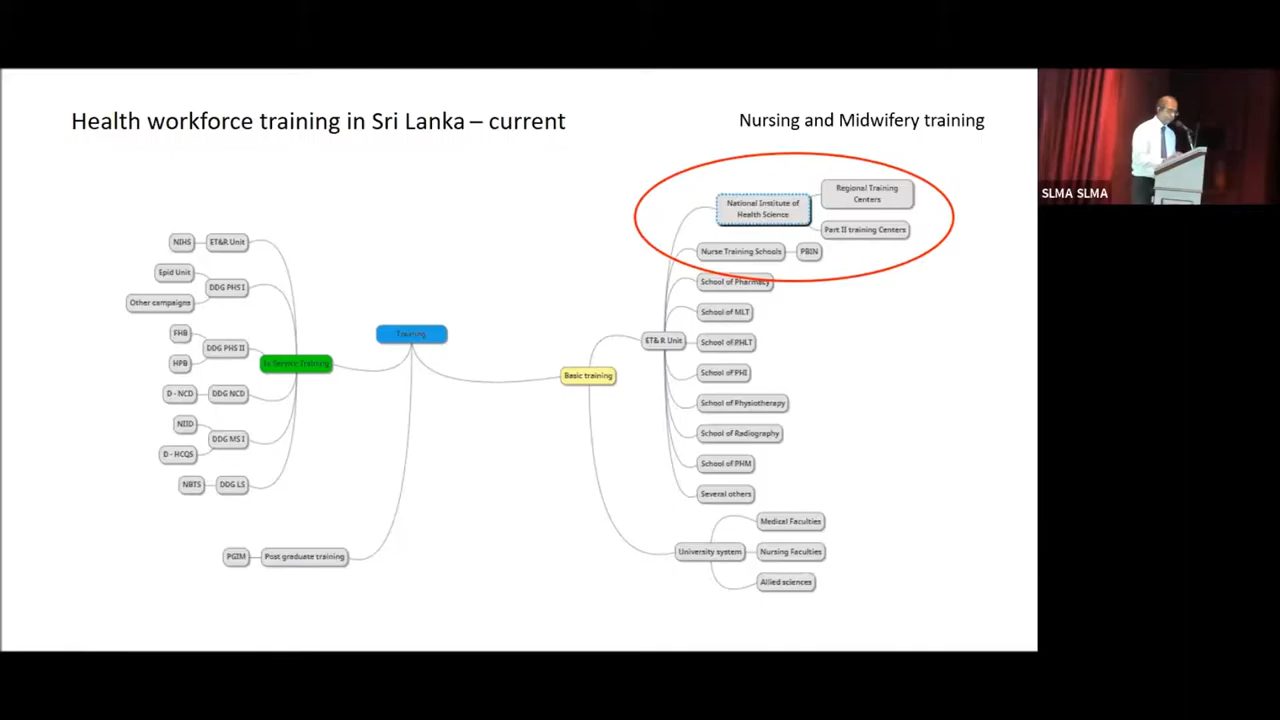 Health workforce training in Sri Lanka – current
Nursing and Midwifery training
SLMA SLMA
National Institute of
Health Science
Regional Training
Centers
Part II training Centers
Nurse Training Schools
PBIN
School of Pharmacy
School of MLT
School of PHLT
School of PHI
School of Physiotherapy
School of Radiography
School of PHM
Several others
ET& R Unit
Basic training
University system
Medical Faculties
Nursing Faculties
Allied sciences
Training
In Service Training
NIHS
ET&R Unit
Epid Unit
Other campaigns
DDG PHS I
FHB
HPB
DDG PHS II
D - NCD
DDG NCD
NIID
D - HCQS
DDG MS I
NBTS
DDG LS
PGIM
Post graduate training